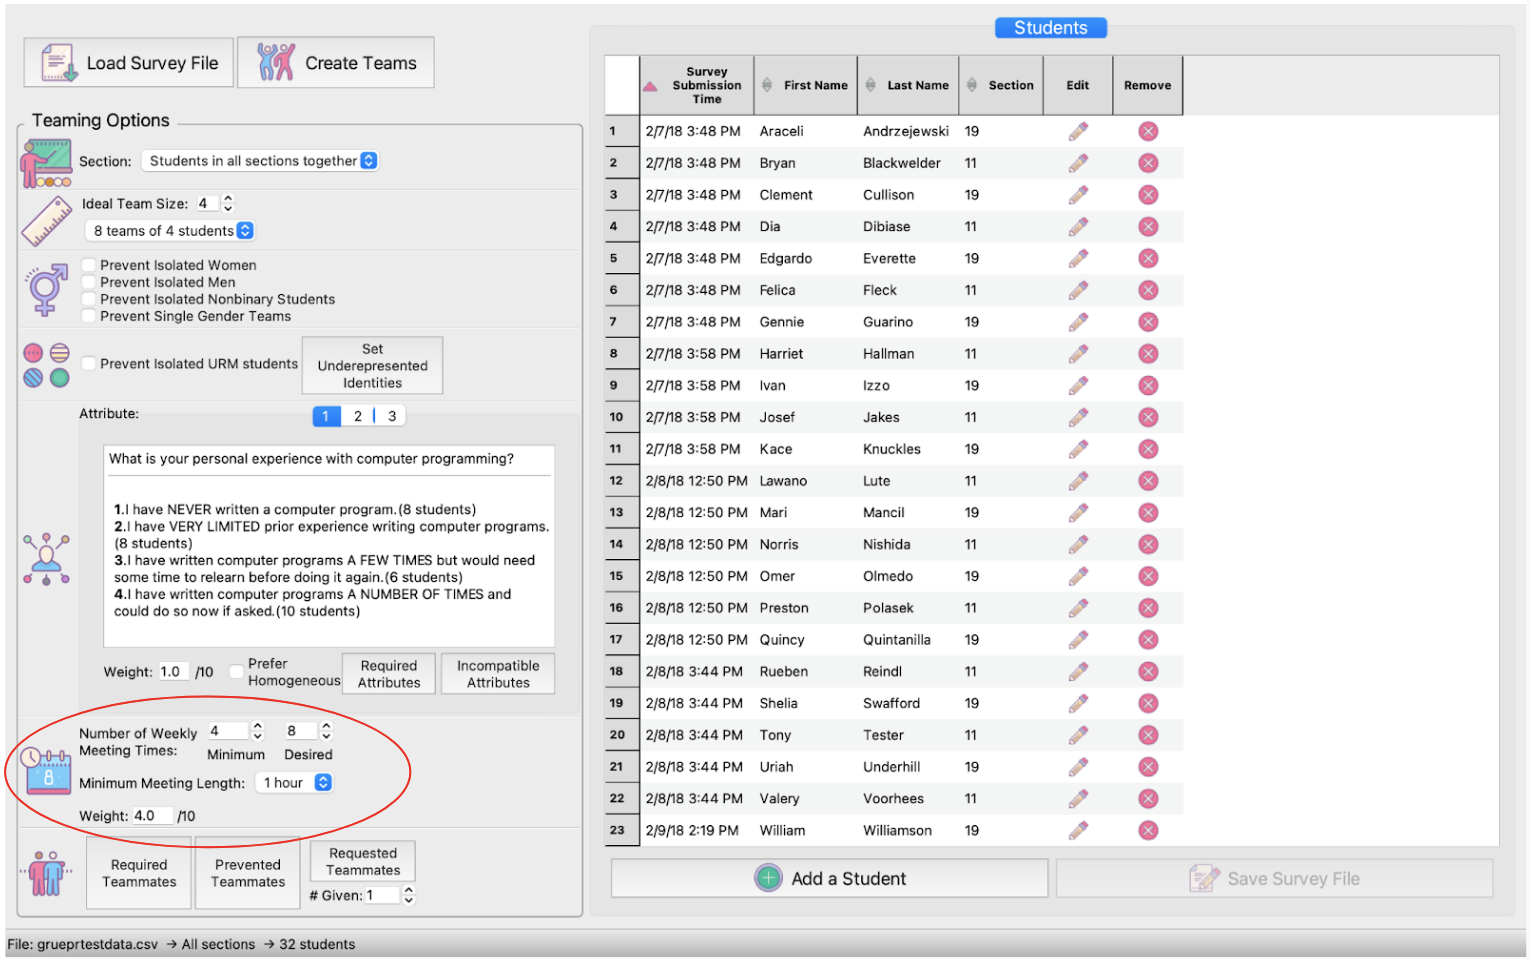 Load Survey File
Create Teams
Teaming Options
Section: Students in all sections together
Ideal Team Size: 4
8 teams of 4 students
Prevent Isolated Women
Prevent Isolated Men
Prevent Isolated Nonbinary Students
Prevent Single Gender Teams
Prevent Isolated URM students
Set
Underepresented
Identities
Attribute: 1 2 3
What is your personal experience with computer programming?
1.I have NEVER written a computer program.(8 students)
2.I have VERY LIMITED prior experience writing computer programs.
(8 students)
3.I have written computer programs A FEW TIMES but would need
some time to relearn before doing it again.(6 students)
4.I have written computer programs A NUMBER OF TIMES and
could do so now if asked.(10 students)
Weight: 1.0 /10
Prefer
Homogeneous
Required
Attributes
Incompatible
Attributes
Number of Weekly
Meeting Times:
4
Minimum
8
Desired
Minimum Meeting Length: 1 hour
Weight: 4.0 /10
8
Required
Teammates
Prevented
Teammates
Requested
Teammates
# Given: 1
Students
Survey
Submission
Time
First Name
Last Name
Section
Edit
Remove
1 2/7/18 3:48 PM Araceli Andrzejewski 19
2 2/7/18 3:48 PM Bryan Blackwelder 11
3 2/7/18 3:48 PM Clement Cullison 19
4 2/7/18 3:48 PM Dia Dibiase 11
5 2/7/18 3:48 PM Edgardo Everette 19
6 2/7/18 3:48 PM Felica Fleck 11
7 2/7/18 3:48 PM Gennie Guarino 19
8 2/7/18 3:58 PM Harriet Hallman 11
9 2/7/18 3:58 PM Ivan Izzo 19
10 2/7/18 3:58 PM Josef Jakes 11
11 2/7/18 3:58 PM Kace Knuckles 19
12 2/8/18 12:50 PM Lawano Lute 11
13 2/8/18 12:50 PM Mari Mancil 19
14 2/8/18 12:50 PM Norris Nishida 11
15 2/8/18 12:50 PM Omer Olmedo 19
16 2/8/18 12:50 PM Preston Polasek 11
17 2/8/18 12:50 PM Quincy Quintanilla 19
18 2/8/18 3:44 PM Rueben Reindl 11
19 2/8/18 3:44 PM Shelia Swafford 19
20 2/8/18 3:44 PM Tony Tester 11
21 2/8/18 3:44 PM Uriah Underhill 19
22 2/8/18 3:44 PM Valery Voorhees 11
23 2/9/18 2:19 PM William Williamson 19
Add a Student
Save Survey File
File: grueprtestdata.csv → All sections → 32 students